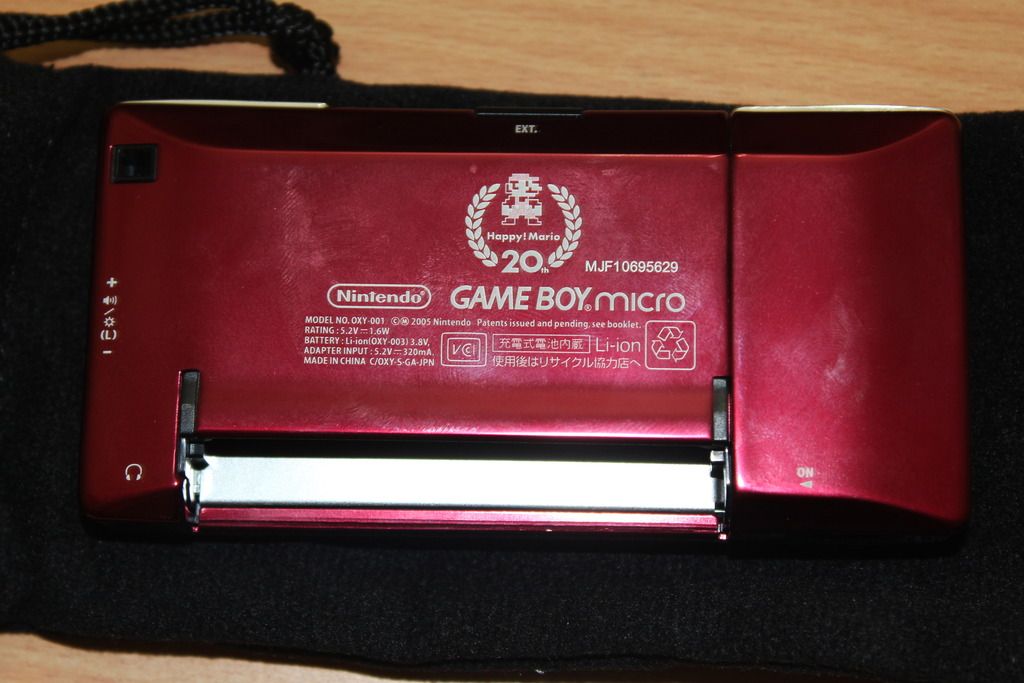 EXT.
Happy! Mario
20th
MJF10695629
Nintendo®
GAME BOY® micro
MODEL NO. OXY-001 ©Ⓜ 2005 Nintendo Patents issued and pending, see booklet.
RATING : 5.2V⎓1.6W
BATTERY : Li-ion(OXY-003) 3.8V,
ADAPTER INPUT : 5.2V⎓320mA,
MADE IN CHINA C/OXY-S-GA-JPN
VCI
充電式電池内蔵 Li-ion
使用後はリサイクル協力店へ
+
/
(L)
−
ON